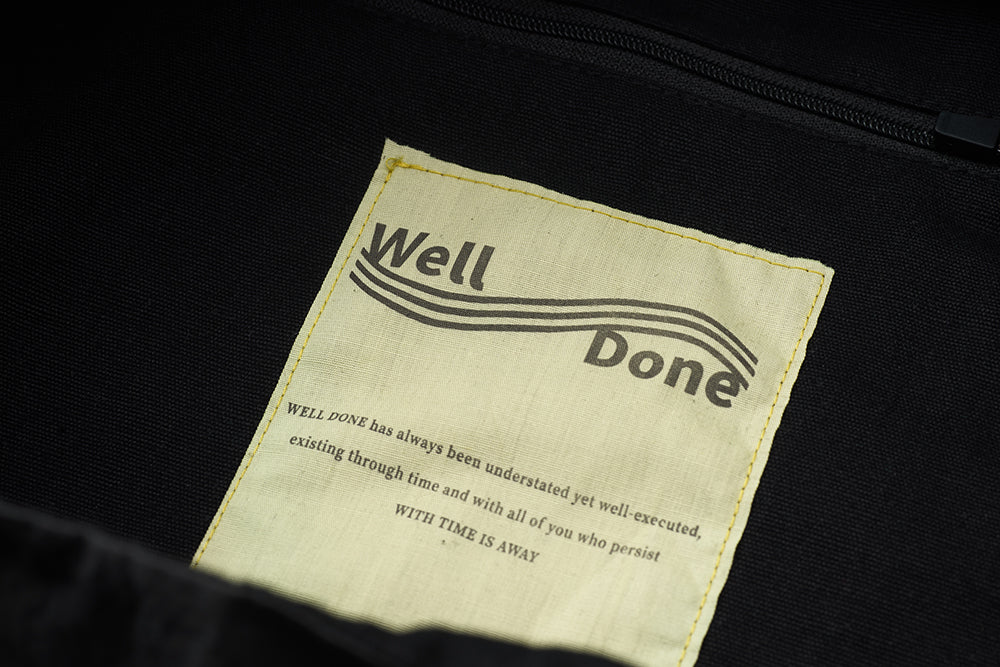 Well
Done
WELL DONE has always been understated yet well-executed,
existing through time and with all of you who persist
WITH TIME IS AWAY